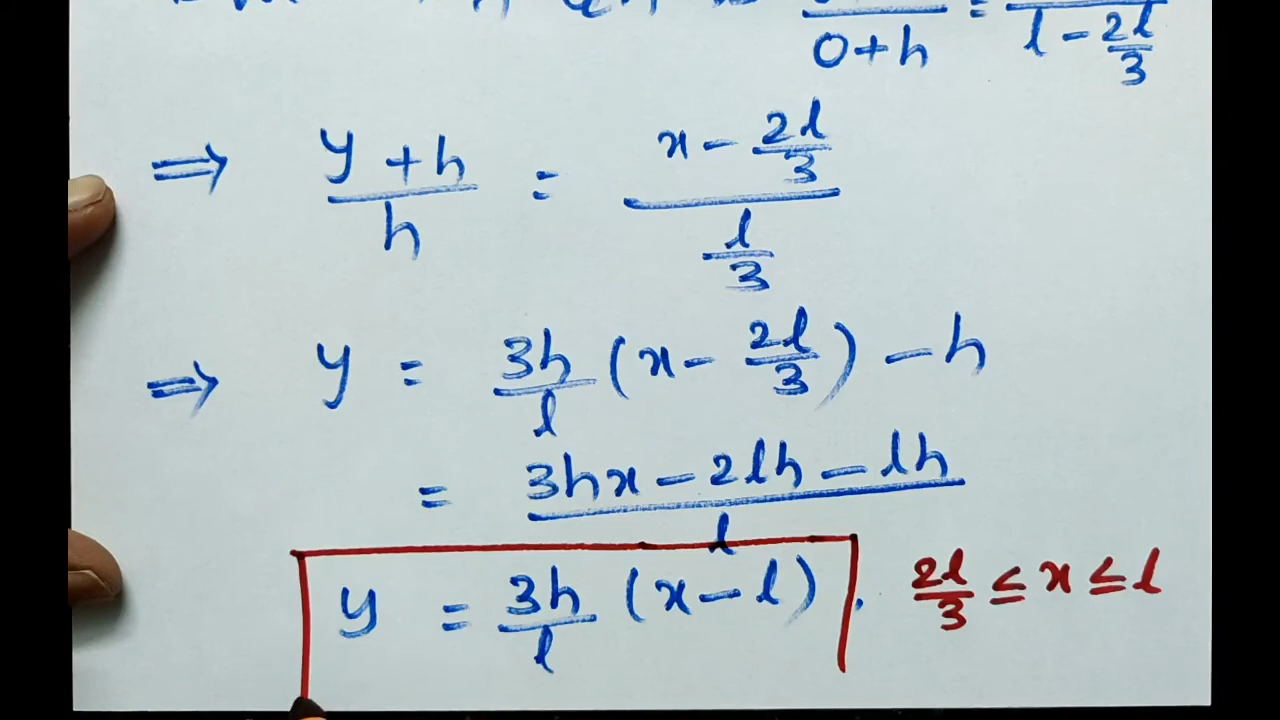 0+h = l - 2l/3
⇒ y + h / h = x - 2l/3 / l/3
⇒ y = 3h/l (x - 2l/3) - h
= 3hx - 2lh - lh / l
y = 3h/l (x - l) . 2l/3 ≤ x ≤ l